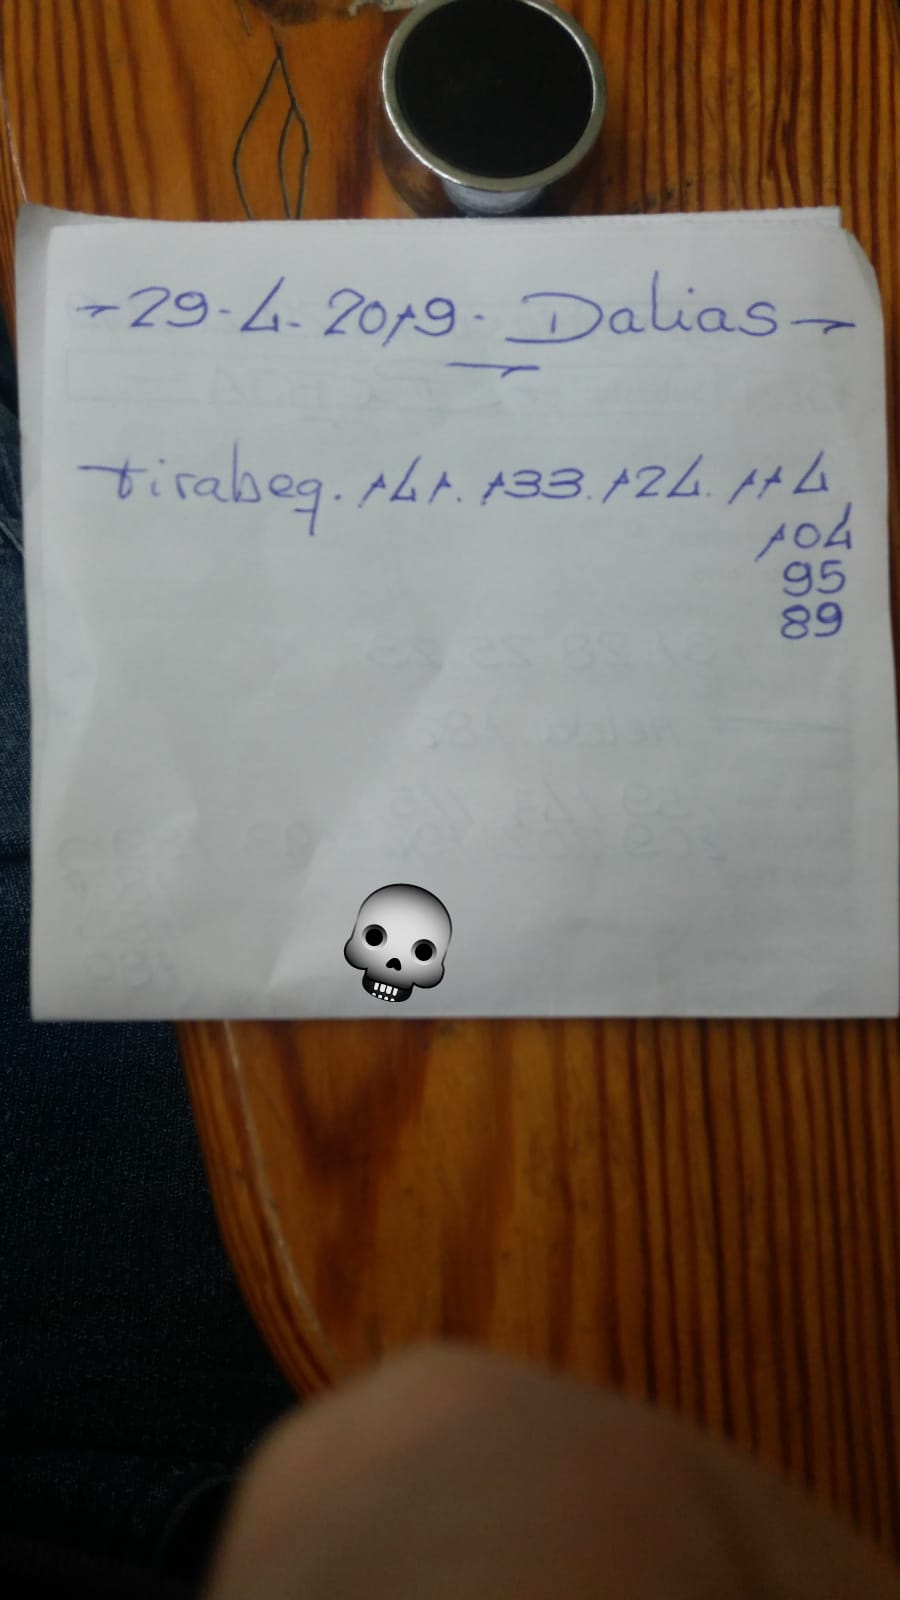 -29-4-2019- Dalias-
tirabeq. 141. 133. 124. 114
104
95
89